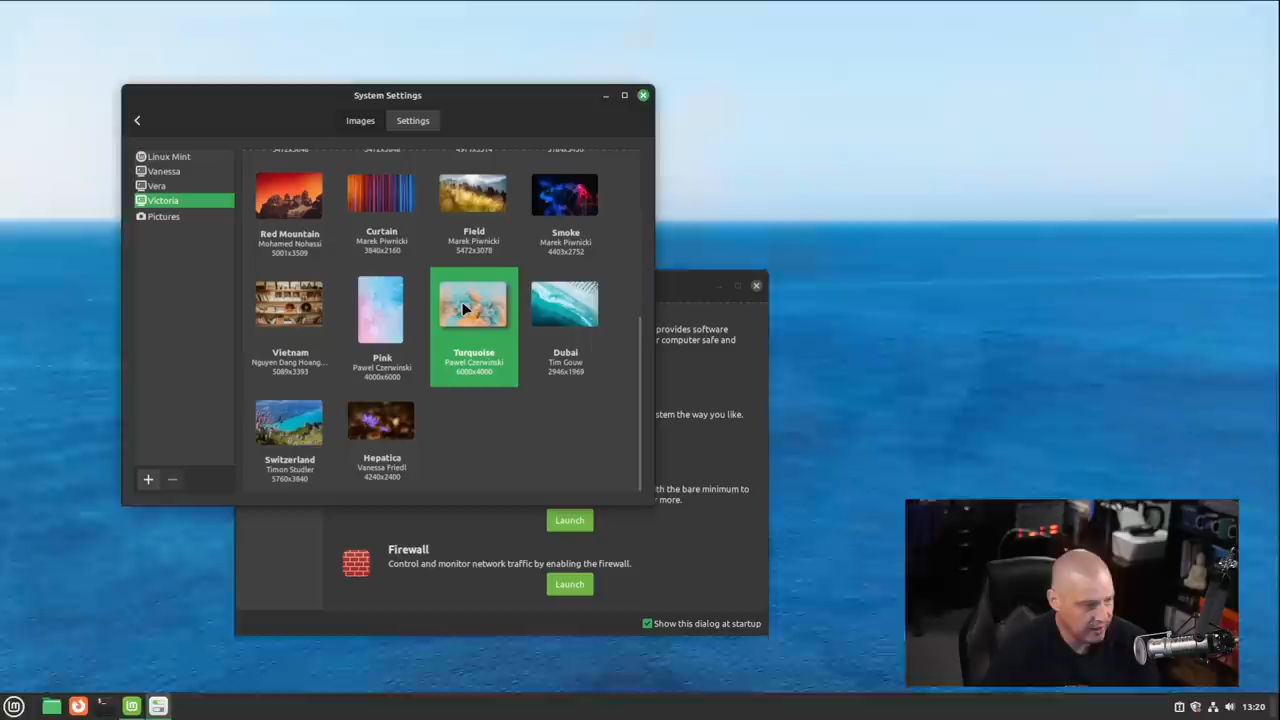 System Settings
Images
Settings
Linux Mint
Vanessa
Vera
Victoria
Pictures
Red Mountain
Mohamed Nohassi
5001x3509
Curtain
Marek Piwnicki
3840x2160
Field
Marek Piwnicki
5472x3078
Smoke
Marek Piwnicki
4403x2752
Vietnam
Nguyen Dang Hoang...
5089x3393
Pink
Pawel Czerwinski
4000x6000
Turquoise
Pawel Czerwinski
6000x4000
Dubai
Tim Gouw
2946x1969
Switzerland
Timon Studler
5760x3840
Hepatica
Vanessa Friedl
4240x2400
provides software
r computer safe and
stem the way you like.
th the bare minimum to
r more.
Launch
Firewall
Control and monitor network traffic by enabling the firewall.
Launch
Show this dialog at startup
13:20